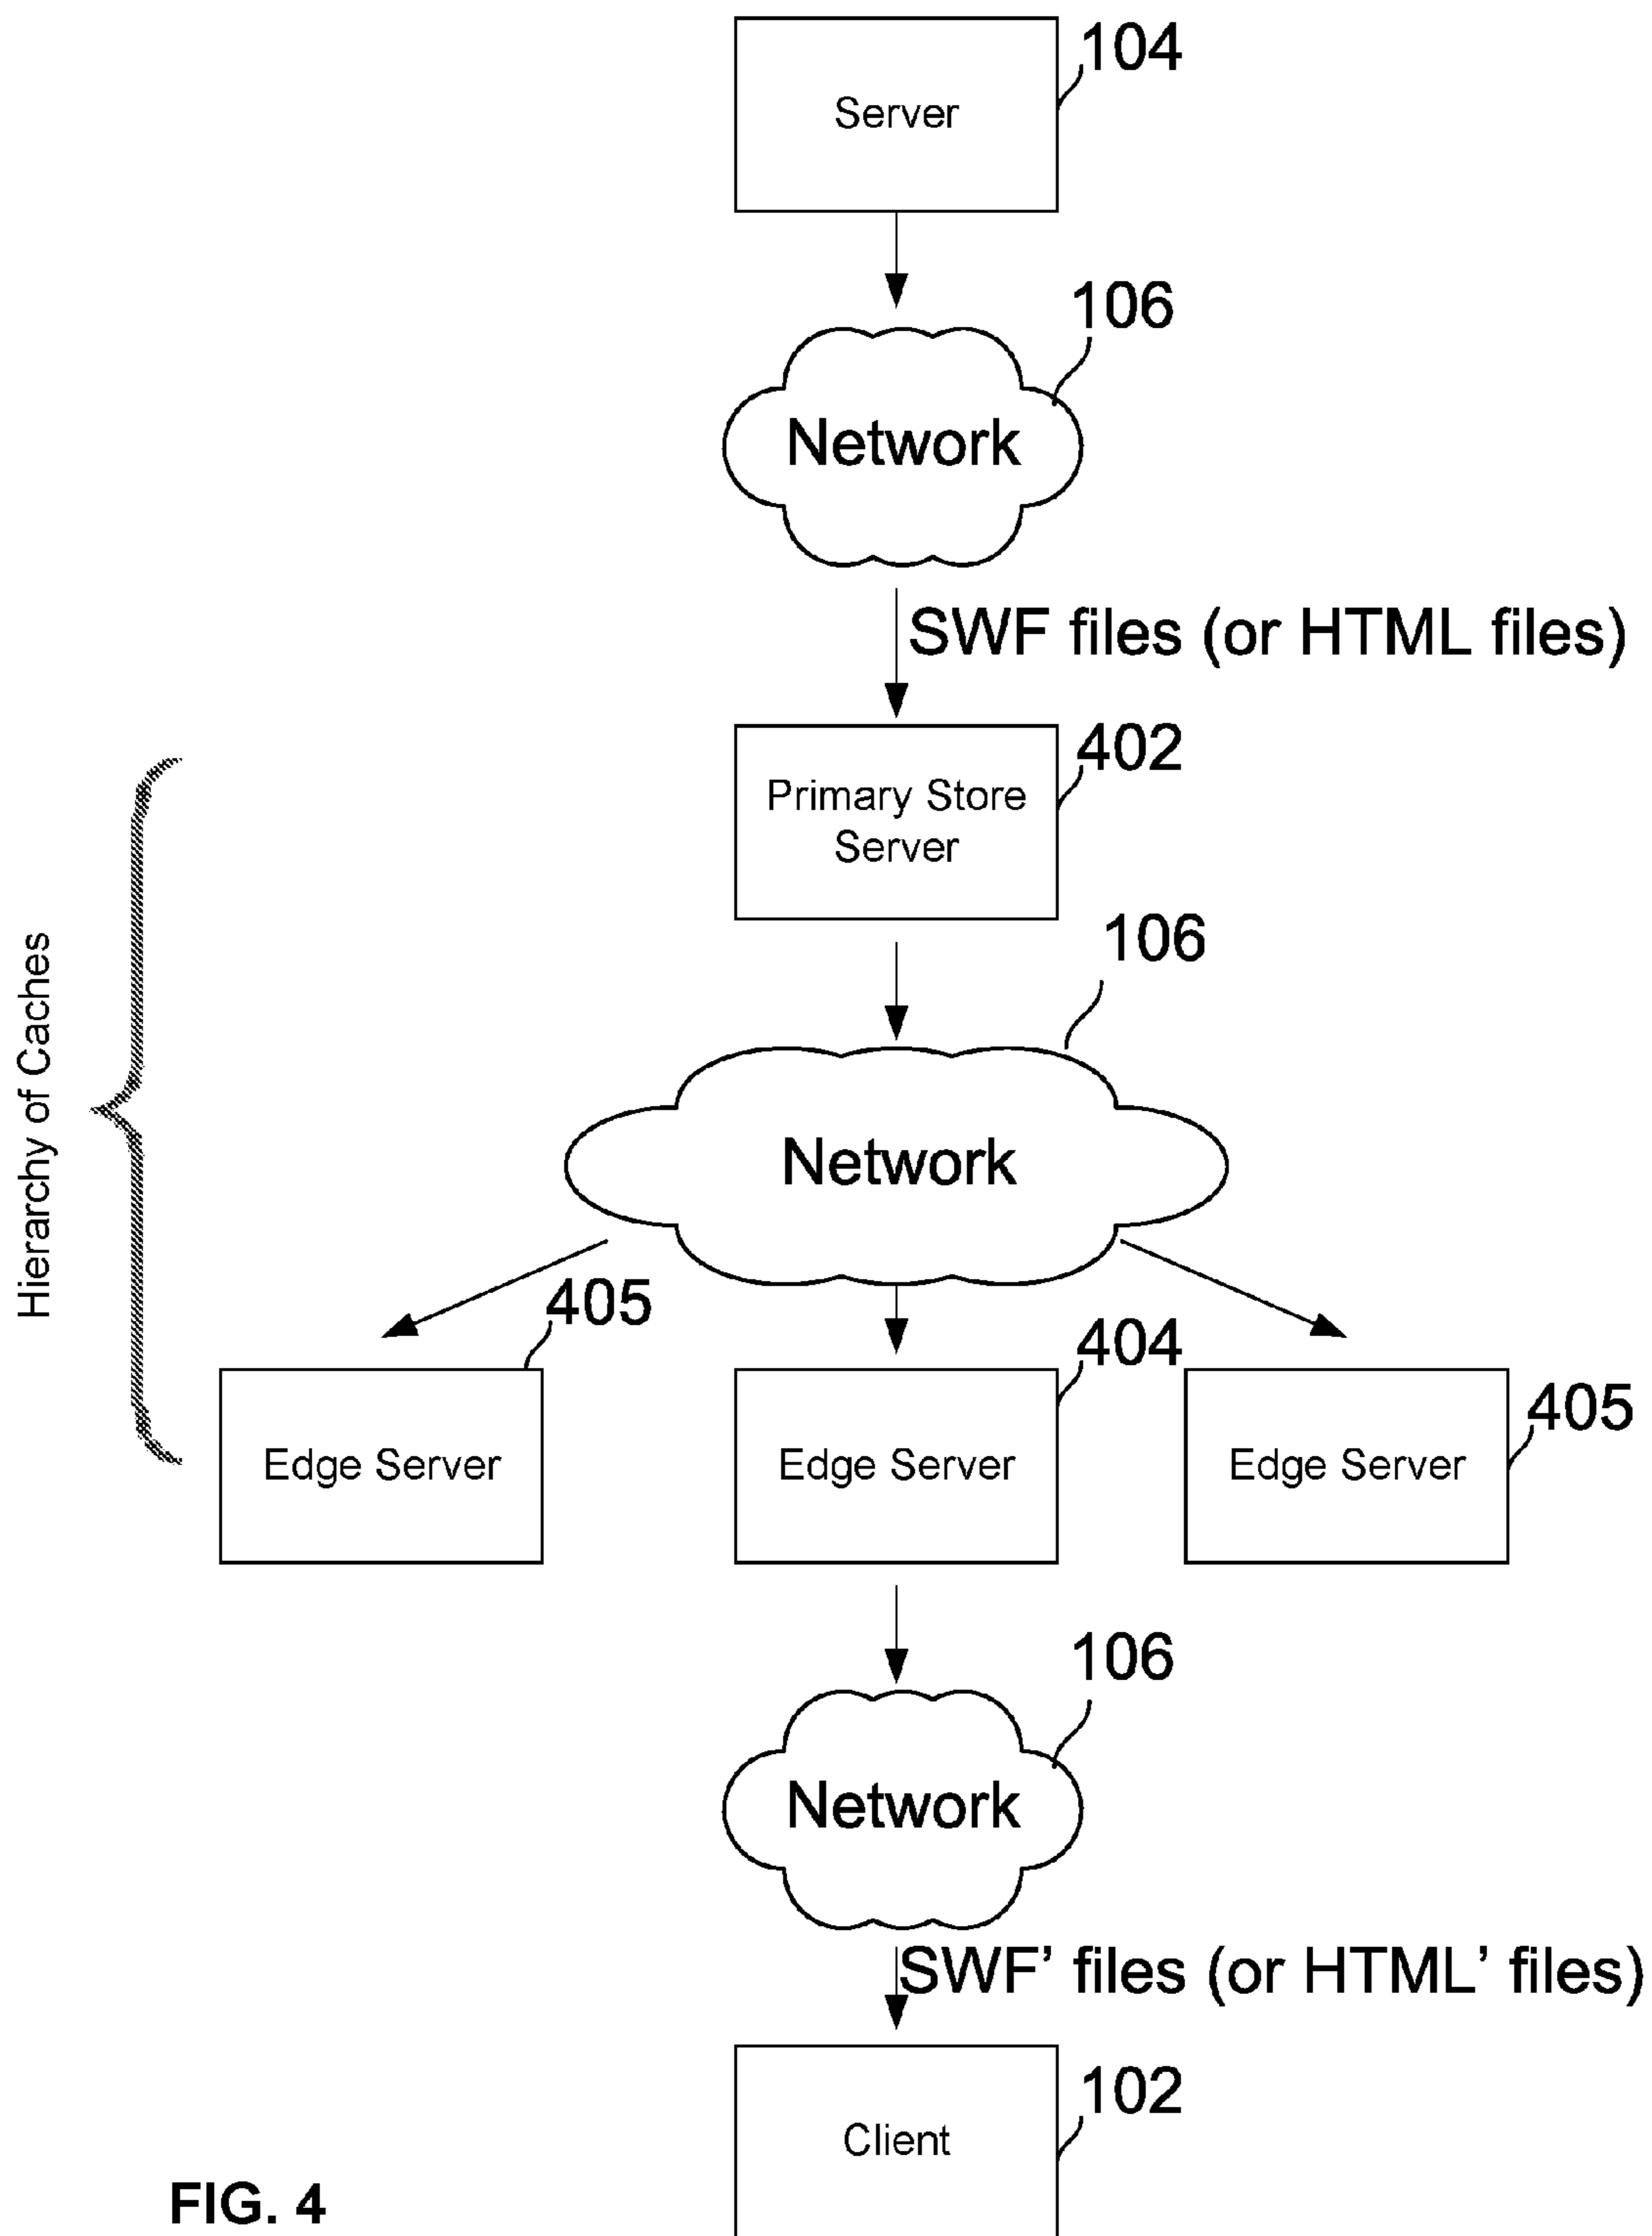 104
Server
106
Network
SWF files (or HTML files)
402
Primary Store
Server
106
Hierarchy of Caches
Network
405
404
405
Edge Server
Edge Server
Edge Server
106
Network
SWF’ files (or HTML’ files)
102
Client
FIG. 4